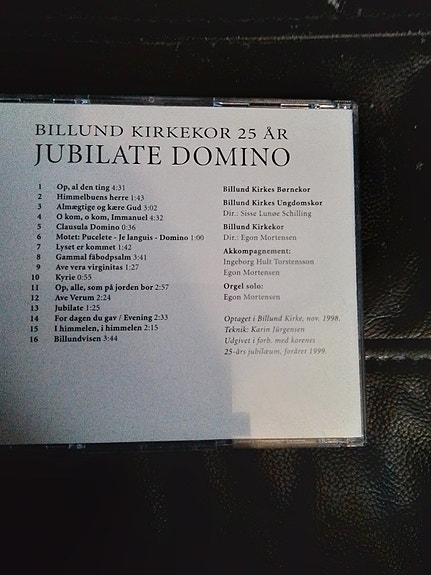 BILLUND KIRKEKOR 25 ÅR
JUBILATE DOMINO
1 Op, al den ting 4:31
2 Himmelbuens herre 1:43
3 Almægtige og kære Gud 3:02
4 O kom, o kom, Immanuel 4:32
5 Clausula Domino 0:36
6 Motet: Pucelete - Je languis - Domino 1:00
7 Lyset er kommet 1:42
8 Gammal fäbodpsalm 3:41
9 Ave vera virginitas 1:27
10 Kyrie 0:55
11 Op, alle, som på jorden bor 2:57
12 Ave Verum 2:24
13 Jubilate 1:25
14 For dagen du gav / Evening 2:33
15 I himmelen, i himmelen 2:15
16 Billundvisen 3:44
Billund Kirkes Børnekor
Billund Kirkes Ungdomskor
Dir.: Sisse Lunøe Schilling
Billund Kirkekor
Dir.: Egon Mortensen
Akkompagnement:
Ingeborg Hult Torstensson
Egon Mortensen
Orgel solo:
Egon Mortensen
Optaget i Billund Kirke, nov. 1998.
Teknik: Karin Jürgensen
Udgivet i forb. med korenes
25-års jubilæum, foråret 1999.